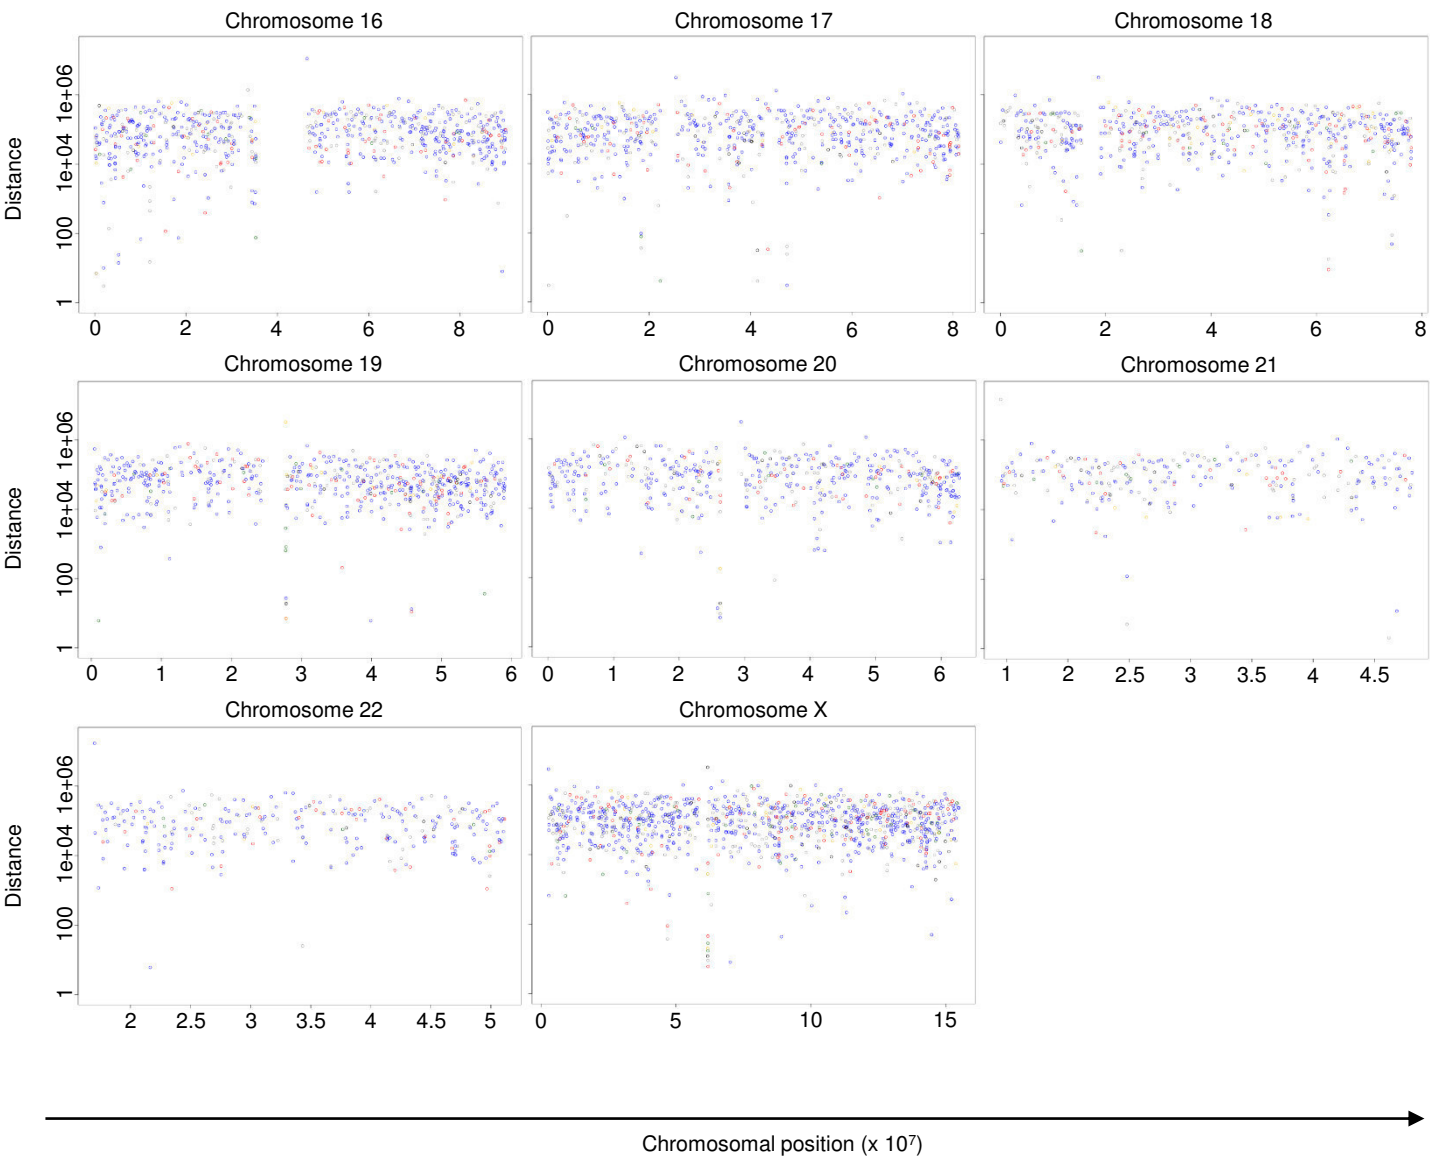 Chromosome 16 Chromosome 17 Chromosome 18
Distance
1 100 1e+04 1e+06
0 2 4 6 8 0 2 4 6 8 0 2 4 6 8
Chromosome 19 Chromosome 20 Chromosome 21
Distance
1 100 1e+04 1e+06
0 1 2 3 4 5 6 0 1 2 3 4 5 6 1 2 2.5 3 3.5 4 4.5
Chromosome 22 Chromosome X
Distance
1 100 1e+04 1e+06
2 2.5 3 3.5 4 4.5 5 0 5 10 15
Chromosomal position (x 10⁷)